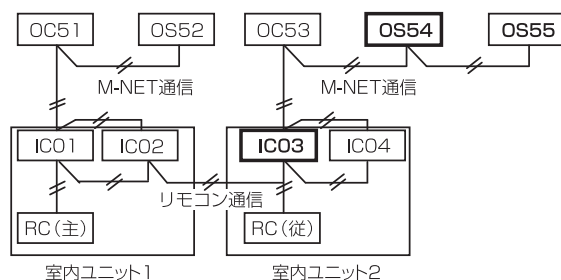 OC51 OS52 OC53 OS54 OS55
M-NET通信 M-NET通信
IC01 IC02 IC03 IC04
リモコン通信
RC(主) RC(従)
室内ユニット1 室内ユニット2